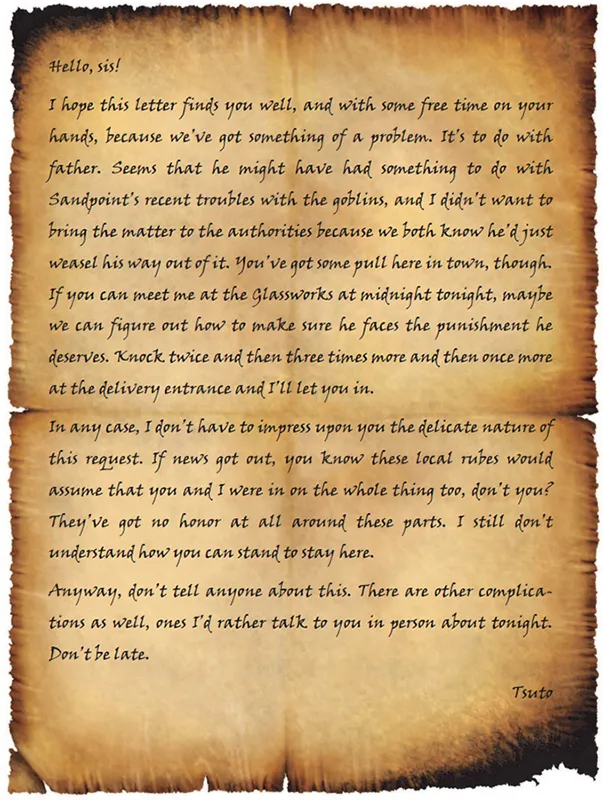 Hello, sis!
I hope this letter finds you well, and with some free time on your
hands, because we've got something of a problem. It's to do with
father. Seems that he might have had something to do with
Sandpoint's recent troubles with the goblins, and I didn't want to
bring the matter to the authorities because we both know he'd just
weasel his way out of it. You've got some pull here in town, though.
If you can meet me at the Glassworks at midnight tonight, maybe
we can figure out how to make sure he faces the punishment he
deserves. Knock twice and then three times more and then once more
at the delivery entrance and I'll let you in.
In any case, I don't have to impress upon you the delicate nature of
this request. If news got out, you know these local rubes would
assume that you and I were in on the whole thing too, don't you?
They've got no honor at all around these parts. I still don't
understand how you can stand to stay here.
Anyway, don't tell anyone about this. There are other complica-
tions as well, ones I'd rather talk to you in person about tonight.
Don't be late.
Tsuto